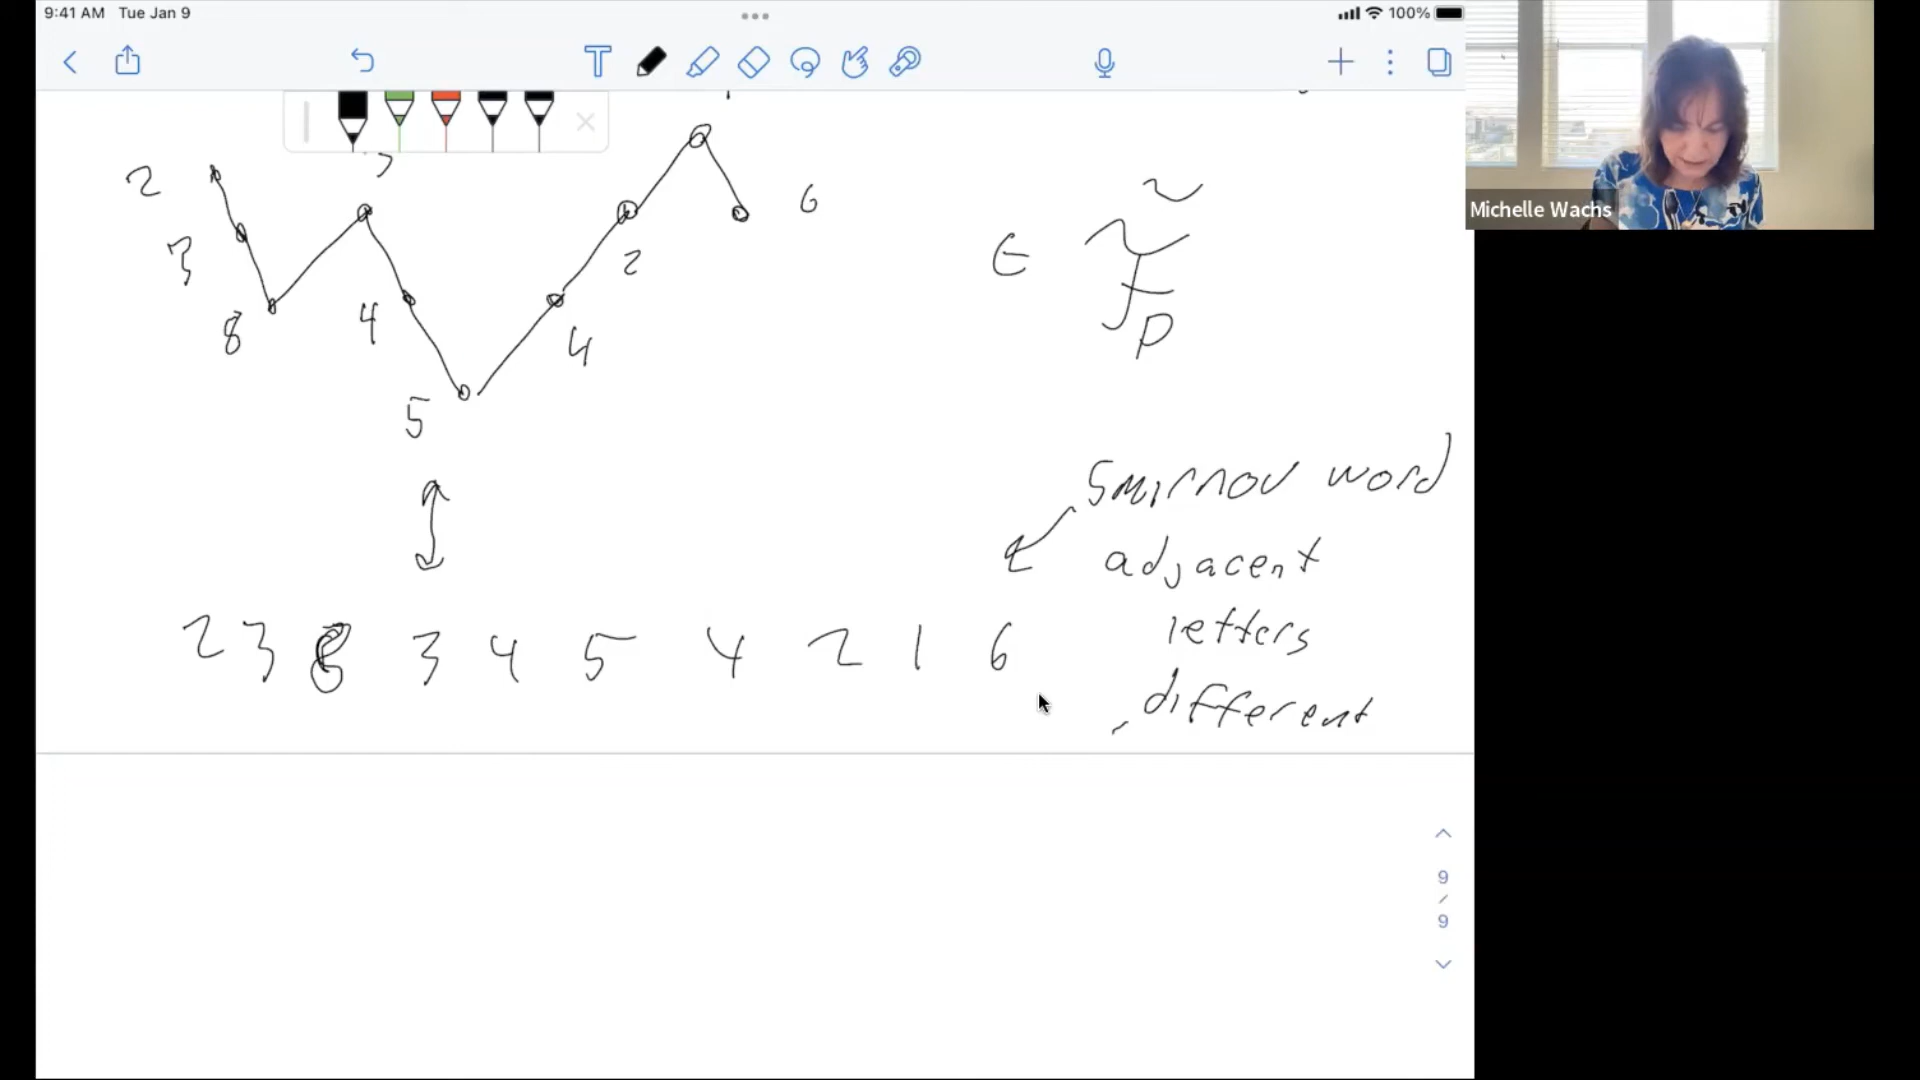 9:41 AM Tue Jan 9
100%
Michelle Wachs
2
3
8
4
5
4
2
6
∈
F
P
Smirnov word
adjacent
letters
different
2 3 8 3 4 5 4 2 1 6
9
/
9